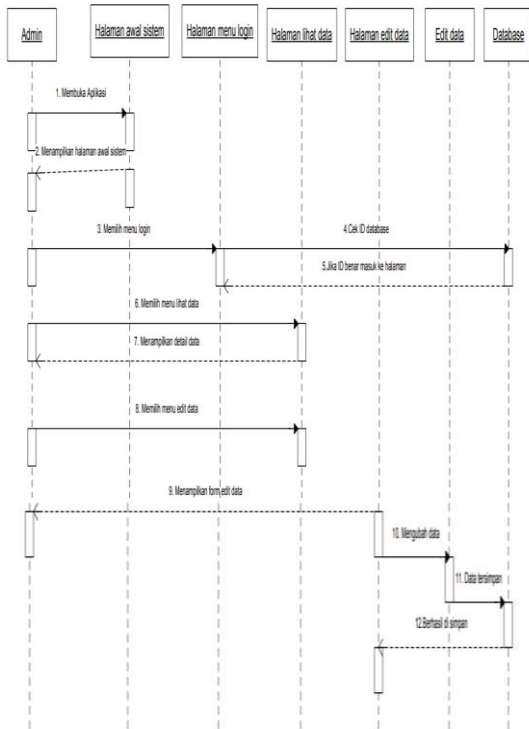 Admin
Halaman awal sistem
Halaman menu login
Halaman lihat data
Halaman edit data
Edit data
Database
1. Membuka Aplikasi
2. Menampilkan halaman awal sistem
3. Memilih menu login
4.Cek ID database
5.Jika ID benar masuk ke halaman
6. Memilih menu lihat data
7. Menampilkan detail data
8. Memilih menu edit data
9. Menampilkan form edit data
10. Mengubah data
11. Data tersimpan
12.Berhasil di simpan